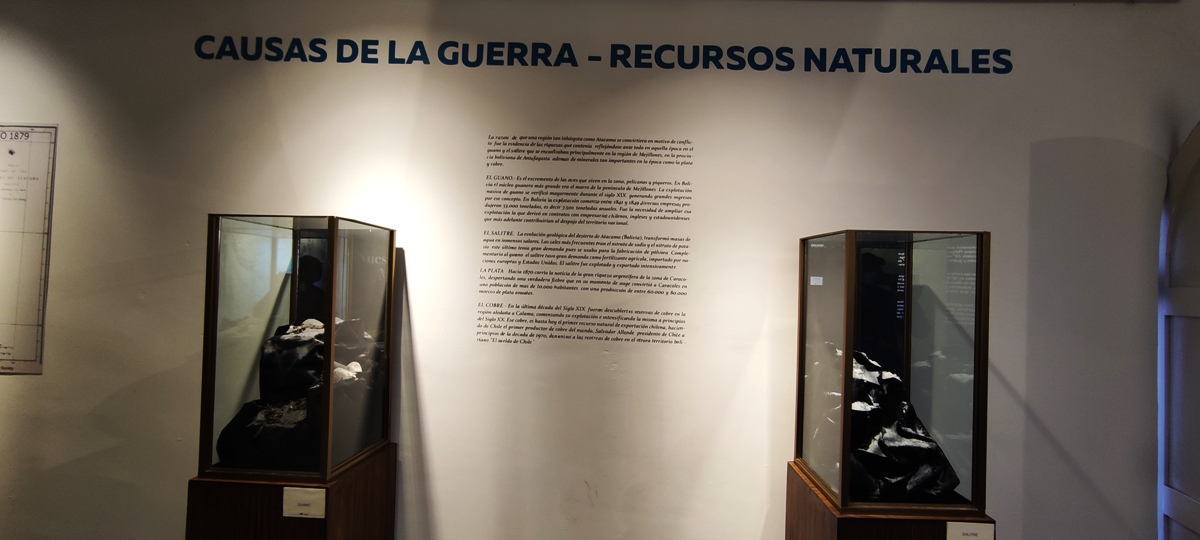 CAUSAS DE LA GUERRA – RECURSOS NATURALES
O 1879
La razón de que una región tan inhóspita como Atacama se convirtiera en motivo de conflic-
to fue la evidencia de las riquezas que contenía reflejándose ante todo en aquella época en el
guano y el salitre que se encontraban principalmente en la región de Mejillones, en la provin-
cia boliviana de Antofagasta además de minerales tan importantes en la época como la plata
y cobre.
EL GUANO.- Es el excremento de las aves que viven en la zona, pelícanos y piqueros. En Boli-
via el núcleo guanero más grande era el morro de la península de Mejillones. La explotación
masiva de guano se verificó mayormente durante el siglo XIX generando grandes ingresos
por ese concepto. En Bolivia la explotación comenzó entre 1841 y 1849 diversas empresas, pro-
dujeron 53.000 toneladas, es decir 7.500 toneladas anuales. Fue la necesidad de ampliar esa
explotación la que derivó en contratos con empresarios chilenos, ingleses y estadounidenses
que más adelante contribuirían al despojo del territorio nacional.
EL SALITRE. La evolución geológica del desierto de Atacama (Bolivia), transformó masas de
agua en inmensos salares. Las sales más frecuentes eran el nitrato de sodio y el nitrato de pota-
sio este último tenía gran demanda pues se usaba para la fabricación de pólvora. Comple-
mentario al guano el salitre tuvo gran demanda como fertilizante agrícola, importado por na-
ciones europeas y Estados Unidos. El salitre fue explotado y exportado intensivamente.
LA PLATA. Hacia 1870 corrió la noticia de la gran riqueza argentífera de la zona de Caraco-
les, despertando una verdadera fiebre que en su momento de auge convirtió a Caracoles en
una población de mas de 10.000 habitantes con una producción de entre 60.000 y 80.000
marcos de plata anuales.
EL COBRE - En la última década del Siglo XIX fueron descubiertas reservas de cobre en la
región aledaña a Calama, comenzando su explotación e intensificando la misma a principios
del Siglo XX. Ese cobre, es hasta hoy el primer recurso natural de exportación chilena, hacien-
do de Chile el primer productor de cobre del mundo. Salvador Allende presidente de Chile a
principios de la década de 1970, denominó a las reservas de cobre en el otrora territorio boli-
viano "El sueldo de Chile"
GUANO
SALITRE